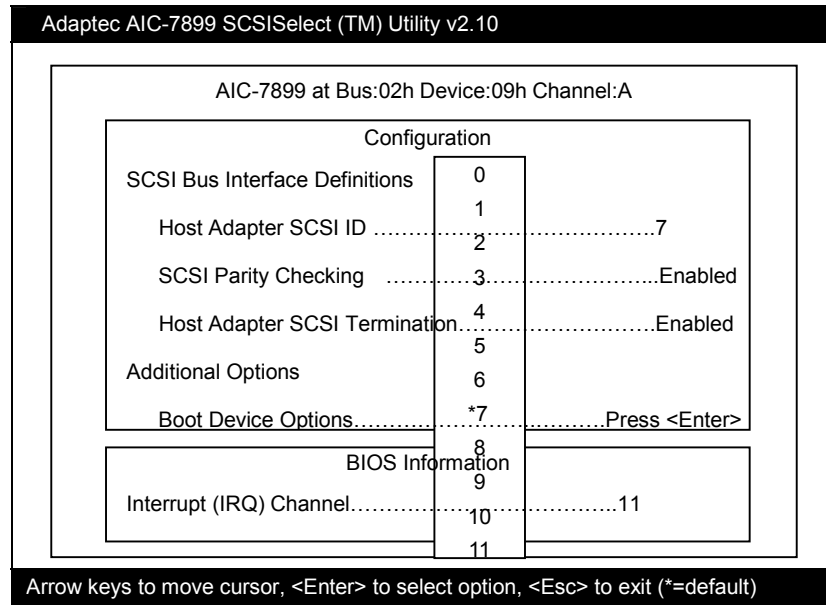 Adaptec AIC-7899 SCSISelect (TM) Utility v2.10
AIC-7899 at Bus:02h Device:09h Channel:A
Configuration
SCSI Bus Interface Definitions
Host Adapter SCSI ID ……………………………….7
SCSI Parity Checking ……………………………...Enabled
Host Adapter SCSI Termination……………………….Enabled
Additional Options
Boot Device Options……………………………….Press <Enter>
BIOS Information
Interrupt (IRQ) Channel……………………………..11
0
1
2
3
4
5
6
*7
8
9
10
11
Arrow keys to move cursor, <Enter> to select option, <Esc> to exit (*=default)